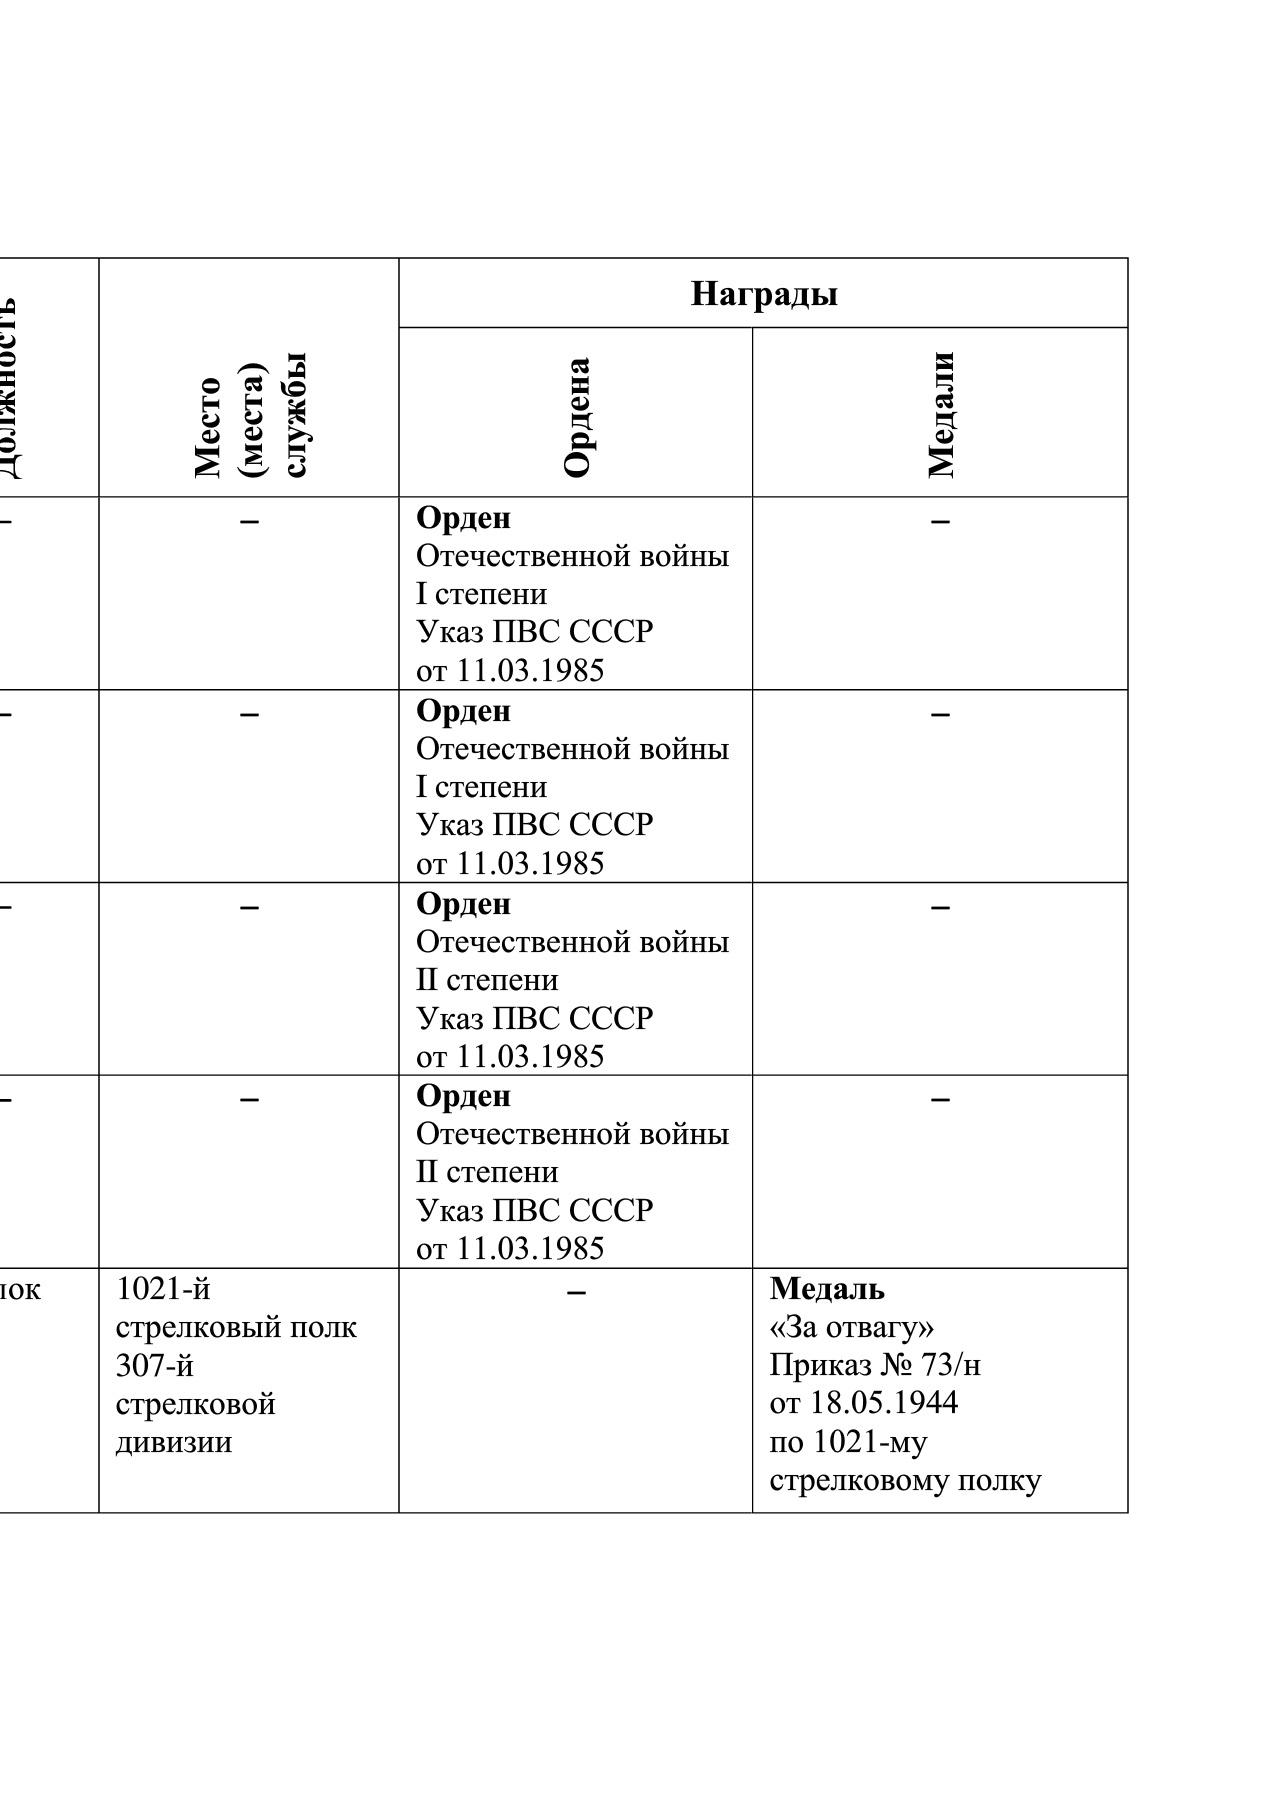 Должность
Место
(места)
службы
Награды
Ордена
Медали
–
–
Орден
Отечественной войны
I степени
Указ ПВС СССР
от 11.03.1985
–
–
–
Орден
Отечественной войны
I степени
Указ ПВС СССР
от 11.03.1985
–
–
–
Орден
Отечественной войны
II степени
Указ ПВС СССР
от 11.03.1985
–
–
–
Орден
Отечественной войны
II степени
Указ ПВС СССР
от 11.03.1985
–
1021-й
стрелковый полк
307-й
стрелковой
дивизии
–
Медаль
«За отвагу»
Приказ № 73/н
от 18.05.1944
по 1021-му
стрелковому полку